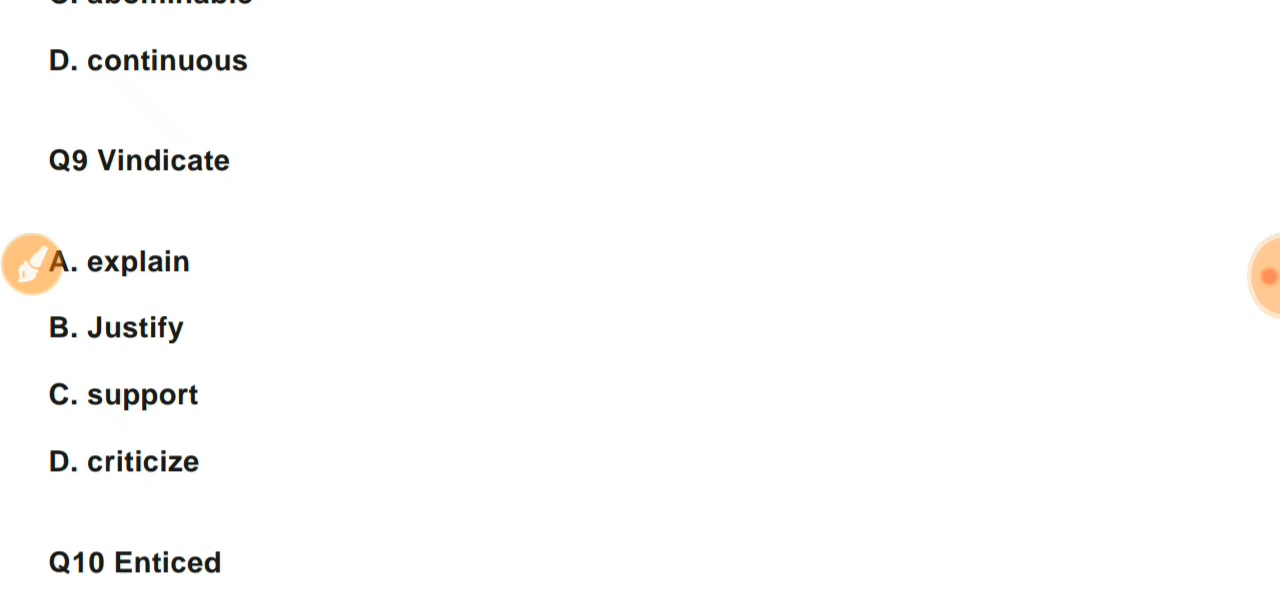 D. continuous
Q9 Vindicate
A. explain
B. Justify
C. support
D. criticize
Q10 Enticed